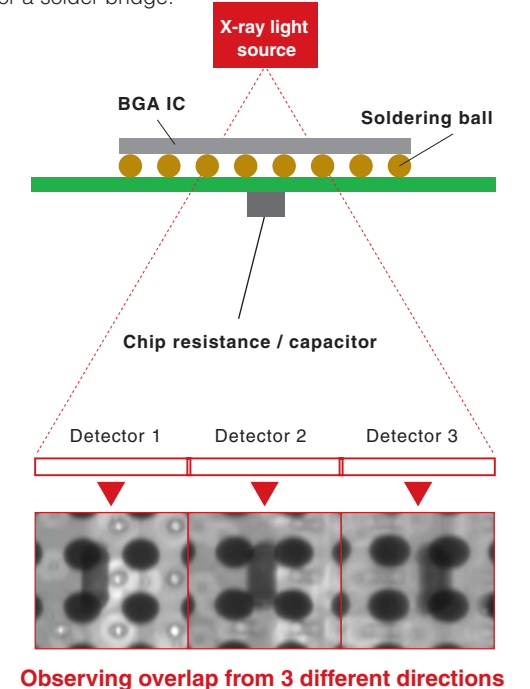 or a solder bridge.
X-ray light
source
BGA IC
Soldering ball
Chip resistance / capacitor
Detector 1 Detector 2 Detector 3
Observing overlap from 3 different directions